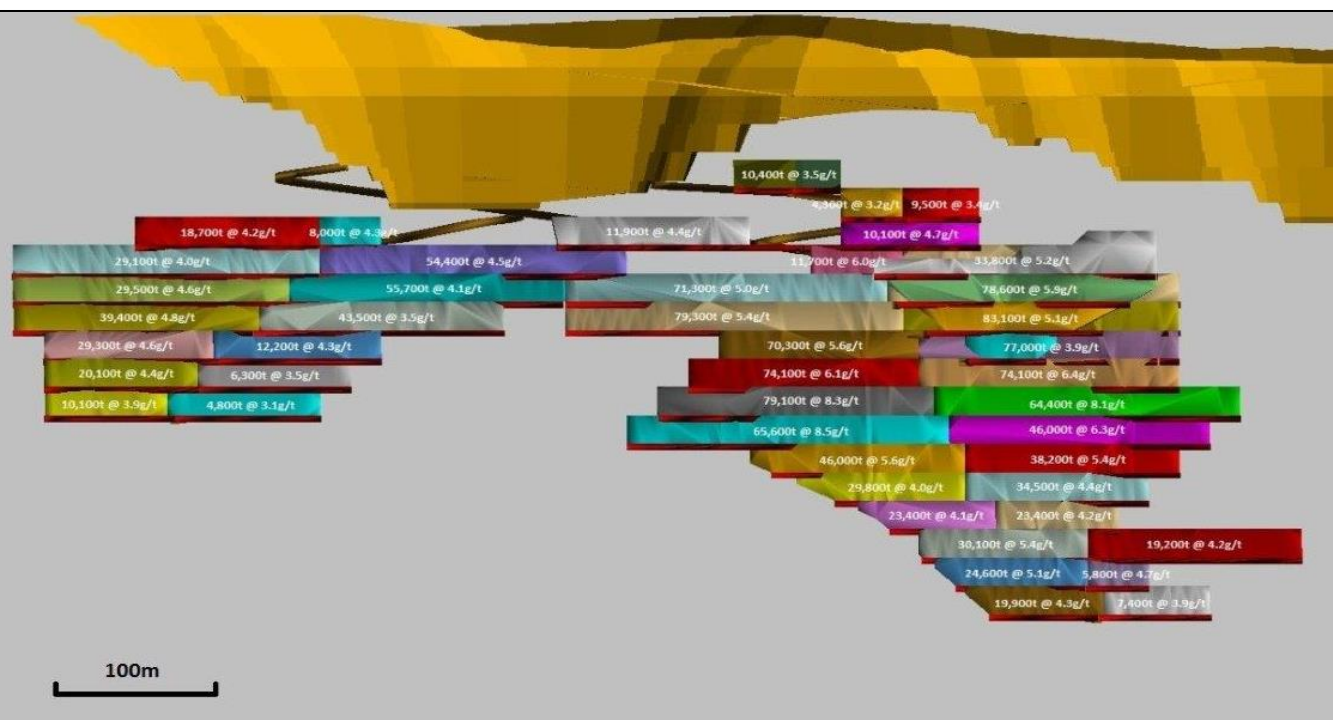 10,400t @ 3.5g/t
4,300t @ 3.2g/t 9,500t @ 3.4g/t
18,700t @ 4.2g/t 8,000t @ 4.3g/t 11,900t @ 4.4g/t 10,100t @ 4.7g/t
29,100t @ 4.0g/t 54,400t @ 4.5g/t 11,700t @ 6.0g/t 33,800t @ 5.2g/t
29,500t @ 4.6g/t 55,700t @ 4.1g/t 71,300t @ 5.0g/t 78,600t @ 5.9g/t
39,400t @ 4.8g/t 43,500t @ 3.5g/t 79,300t @ 5.4g/t 83,100t @ 5.1g/t
29,300t @ 4.6g/t 12,200t @ 4.3g/t 70,300t @ 5.6g/t 77,000t @ 3.9g/t
20,100t @ 4.4g/t 6,300t @ 3.5g/t 74,100t @ 6.1g/t 74,100t @ 6.4g/t
10,100t @ 3.9g/t 4,800t @ 3.1g/t 79,100t @ 8.3g/t 64,400t @ 8.1g/t
65,600t @ 8.5g/t 46,000t @ 6.3g/t
46,000t @ 5.6g/t 38,200t @ 5.4g/t
29,800t @ 4.0g/t 34,500t @ 4.4g/t
23,400t @ 4.1g/t 23,400t @ 4.2g/t
30,100t @ 5.4g/t 19,200t @ 4.2g/t
24,600t @ 5.1g/t 5,800t @ 4.7g/t
19,900t @ 4.3g/t 7,400t @ 3.9g/t
100m